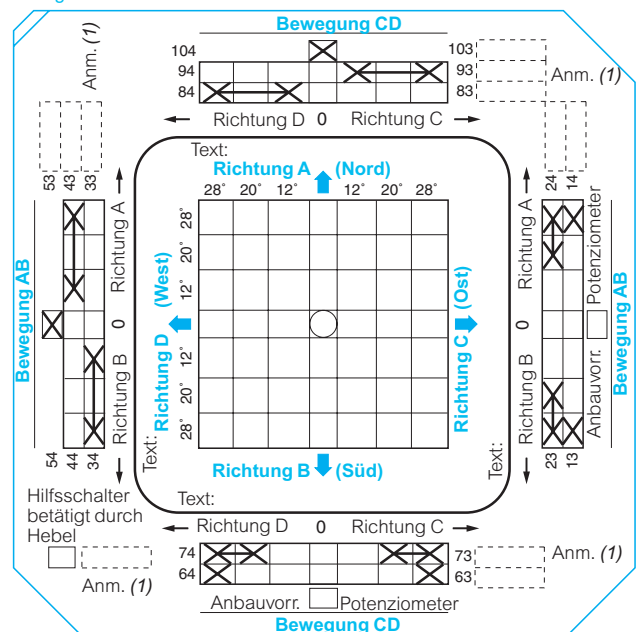 Bewegung CD
104
94
84
103
93
83
Anm. (1)
Richtung D 0 Richtung C
Anm. (1)
53 43 33
Richtung A
0
Richtung B
Bewegung AB
54 44 34
Text:
Richtung A (Nord)
28° 20° 12° 12° 20° 28°
28°
20°
12°
12°
20°
28°
(West)
Richtung D
(Ost)
Richtung C
Text:
Text:
Richtung B (Süd)
Text:
24 14
Richtung A
0
Richtung B
Potenziometer
Anbauvorr.
Bewegung AB
23 13
Hilfsschalter
betätigt durch
Hebel
Anm. (1)
Richtung D 0 Richtung C
74
64
73
63
Anm. (1)
Anbauvorr. Potenziometer
Bewegung CD